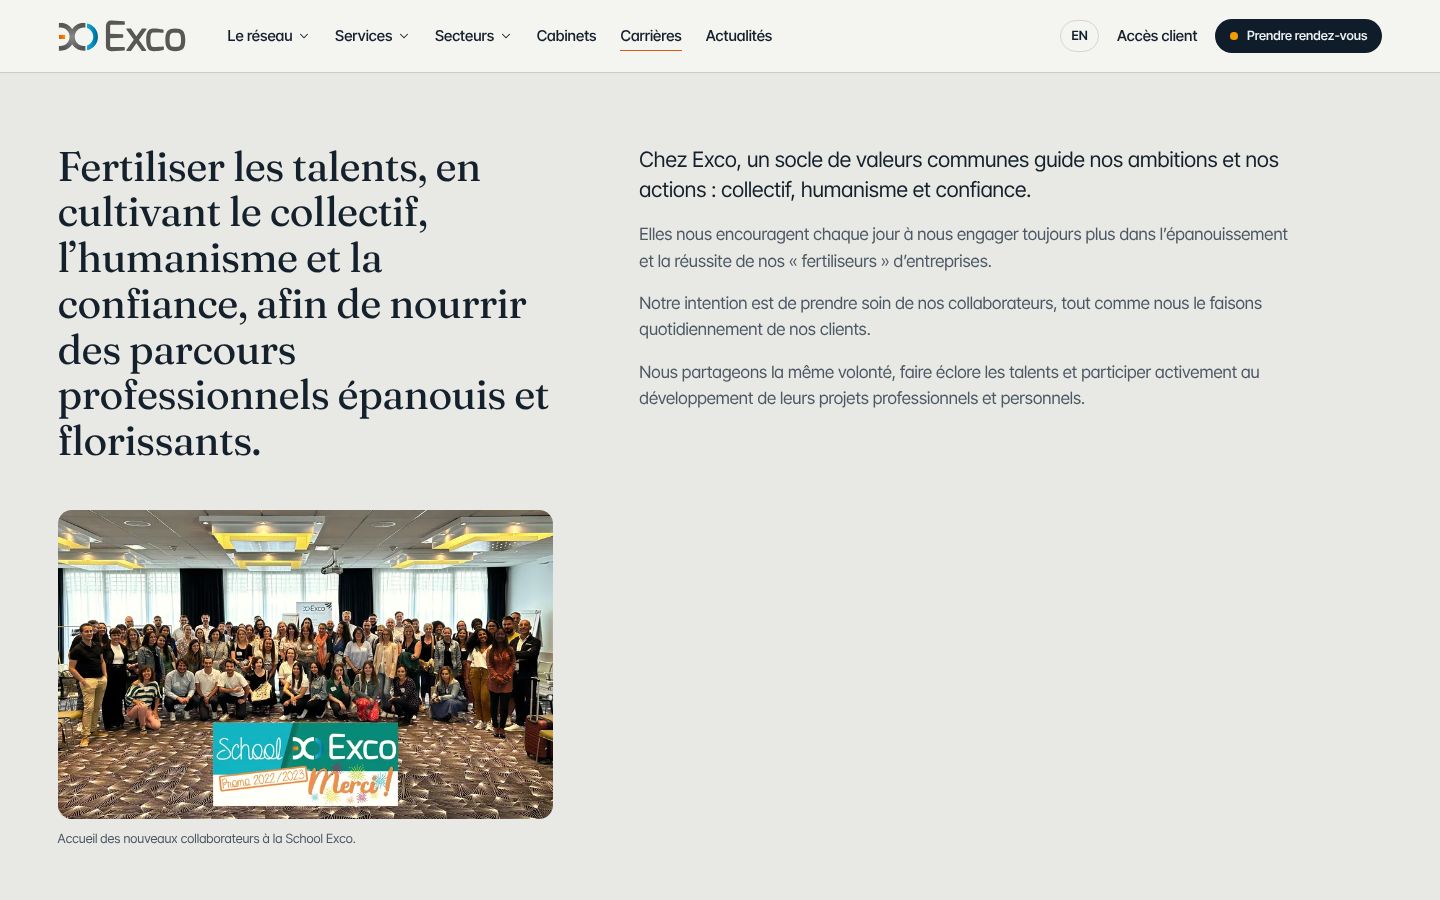 Exco
Le réseau
Services
Secteurs
Cabinets
Carrières
Actualités
EN
Accès client
Prendre rendez-vous
Fertiliser les talents, en
cultivant le collectif,
l’humanisme et la
confiance, afin de nourrir
des parcours
professionnels épanouis et
florissants.
Chez Exco, un socle de valeurs communes guide nos ambitions et nos
actions : collectif, humanisme et confiance.
Elles nous encouragent chaque jour à nous engager toujours plus dans l’épanouissement
et la réussite de nos « fertiliseurs » d’entreprises.
Notre intention est de prendre soin de nos collaborateurs, tout comme nous le faisons
quotidiennement de nos clients.
Nous partageons la même volonté, faire éclore les talents et participer activement au
développement de leurs projets professionnels et personnels.
Exco
School Exco
Promo 2022/2023
Merci !
Accueil des nouveaux collaborateurs à la School Exco.